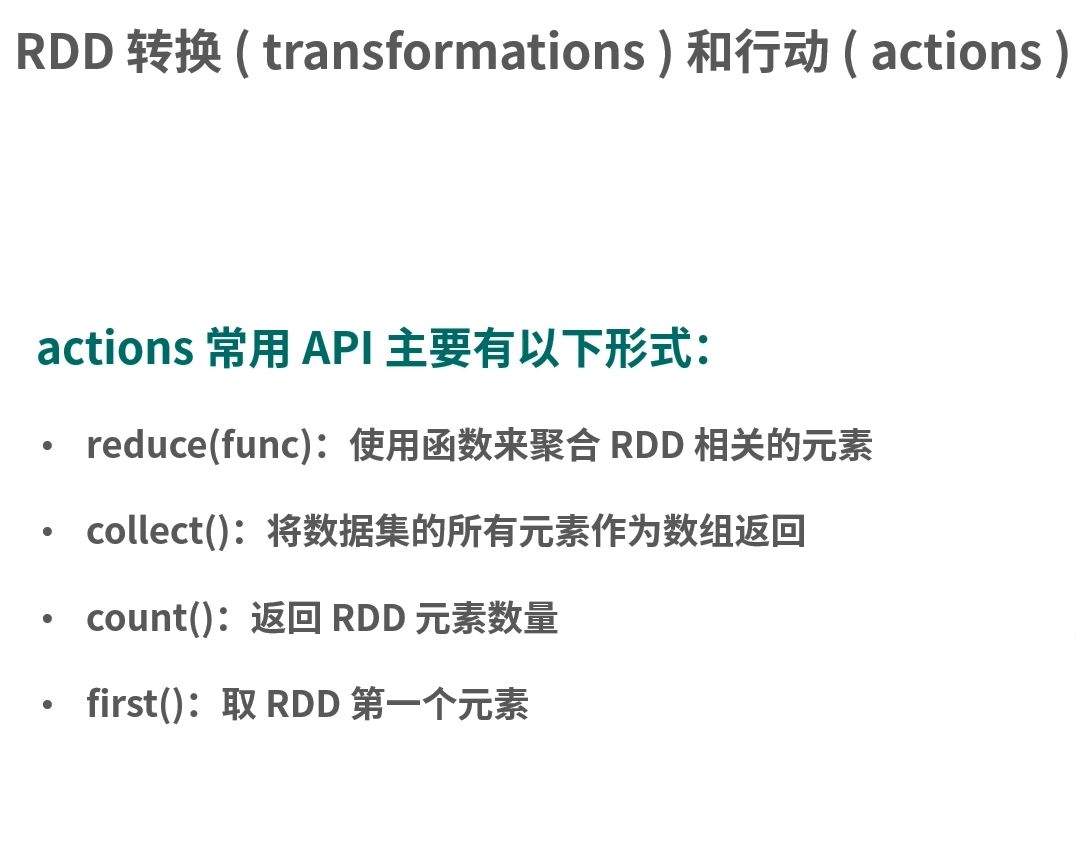 RDD 转换 ( transformations ) 和行动 ( actions )
actions 常用 API 主要有以下形式：
• reduce(func)：使用函数来聚合 RDD 相关的元素
• collect()：将数据集的所有元素作为数组返回
• count()：返回 RDD 元素数量
• first()：取 RDD 第一个元素